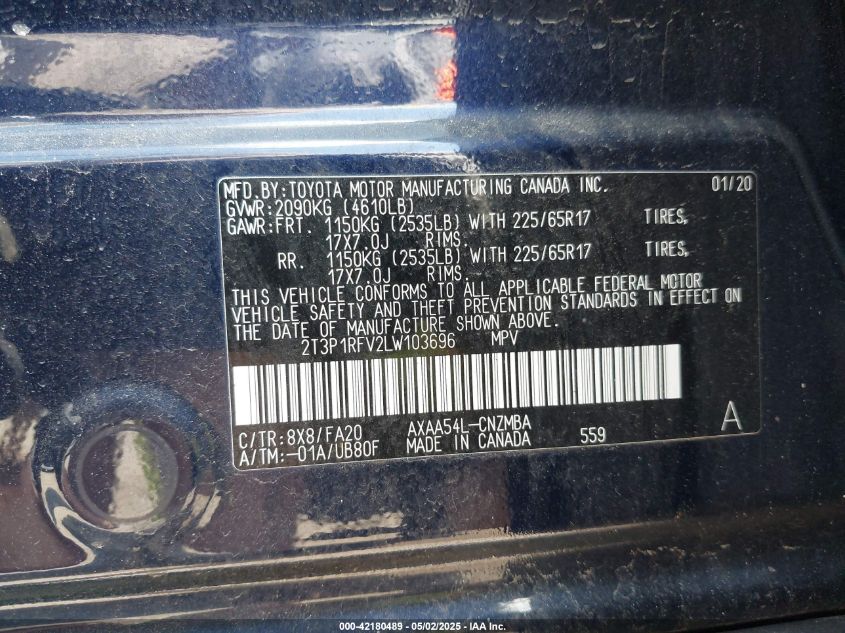 MFD.BY:TOYOTA MOTOR MANUFACTURING CANADA INC. 01/20
GVWR:2090KG (4610LB)
GAWR:FRT. 1150KG (2535LB) WITH 225/65R17 TIRES,
17X7.0J RIMS.
RR. 1150KG (2535LB) WITH 225/65R17 TIRES,
17X7.0J RIMS.
THIS VEHICLE CONFORMS TO ALL APPLICABLE FEDERAL MOTOR
VEHICLE SAFETY AND THEFT PREVENTION STANDARDS IN EFFECT ON
THE DATE OF MANUFACTURE SHOWN ABOVE.
2T3P1RFV2LW103696 MPV
C/TR:8X8/FA20 AXAA54L-CNZMBA A
A/TM:-01A/UB80F MADE IN CANADA 559
000-42180489 - 05/02/2025 - IAA Inc.